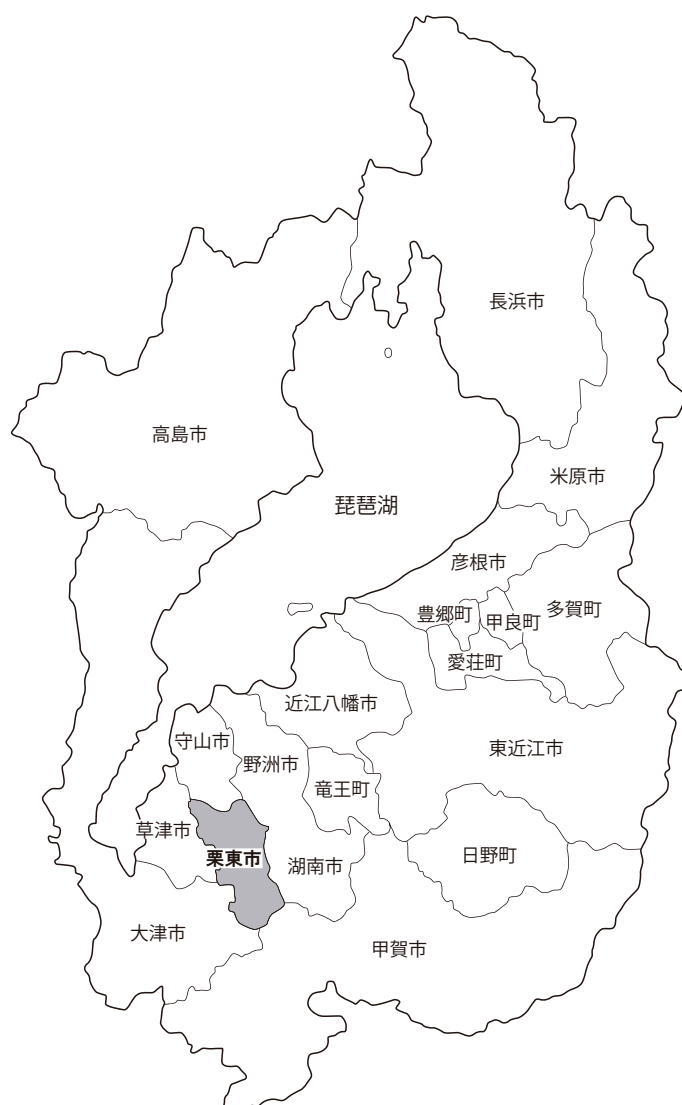 長浜市
高島市
米原市
琵琶湖
彦根市
豊郷町
甲良町
多賀町
愛荘町
近江八幡市
守山市
野洲市
東近江市
竜王町
草津市
栗東市
湖南市
日野町
大津市
甲賀市